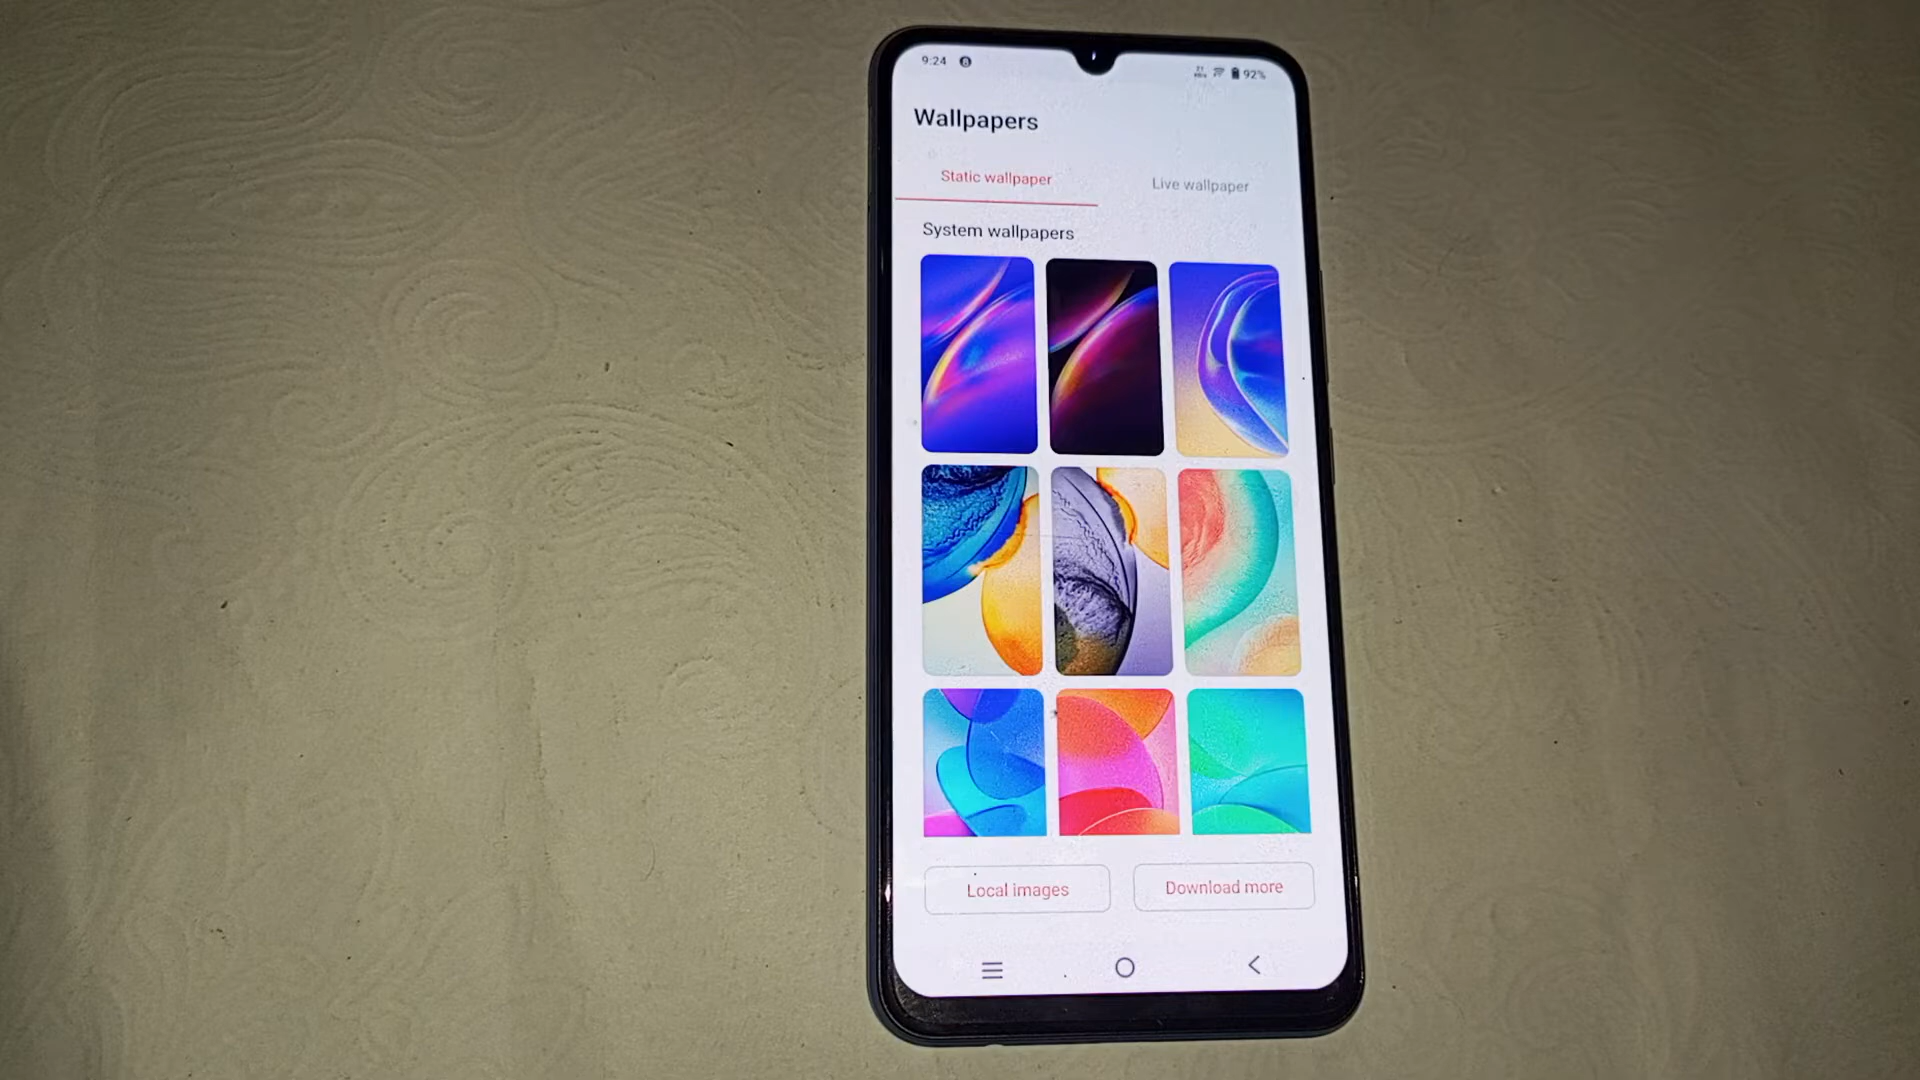 9:24
92%
Wallpapers
Static wallpaper
Live wallpaper
System wallpapers
Local images
Download more